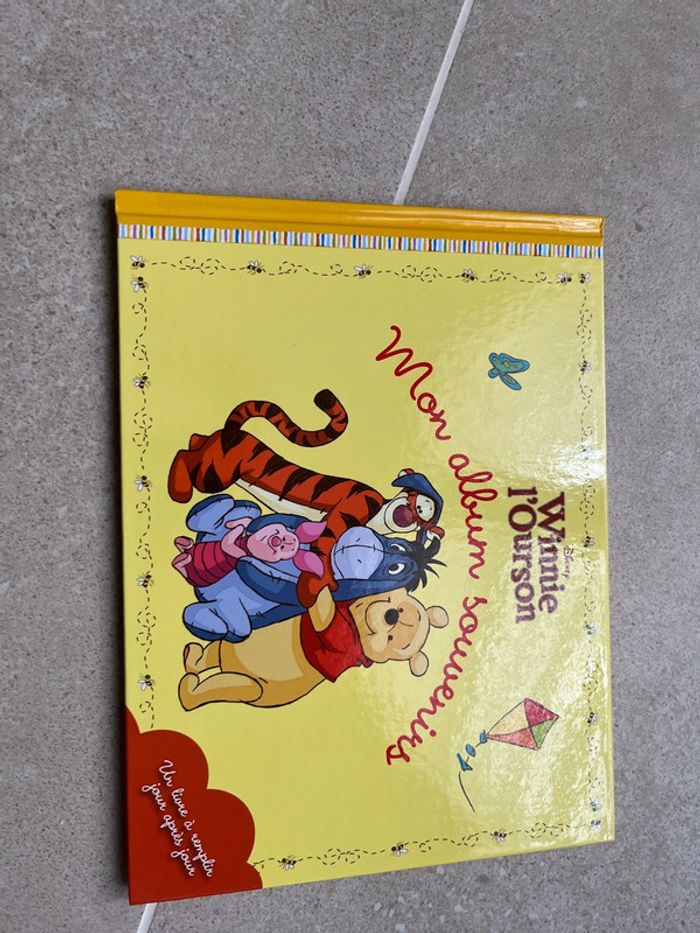 Disney
Winnie
l'Ourson
Mon album souvenirs
Un livre à remplir
jour après jour